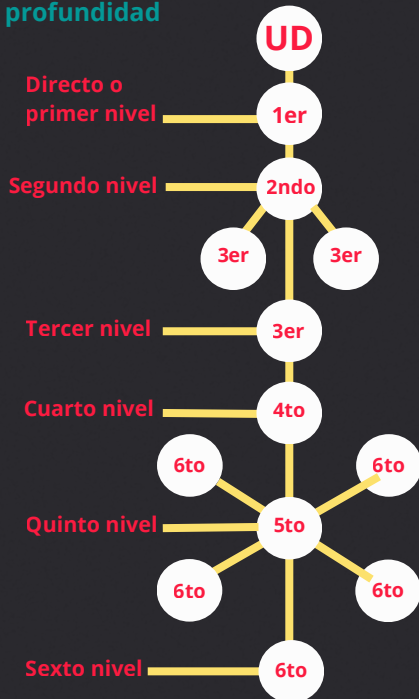 profundidad
UD
Directo o
primer nivel
1er
Segundo nivel
2ndo
3er
3er
Tercer nivel
3er
Cuarto nivel
4to
6to
6to
Quinto nivel
5to
6to
6to
Sexto nivel
6to